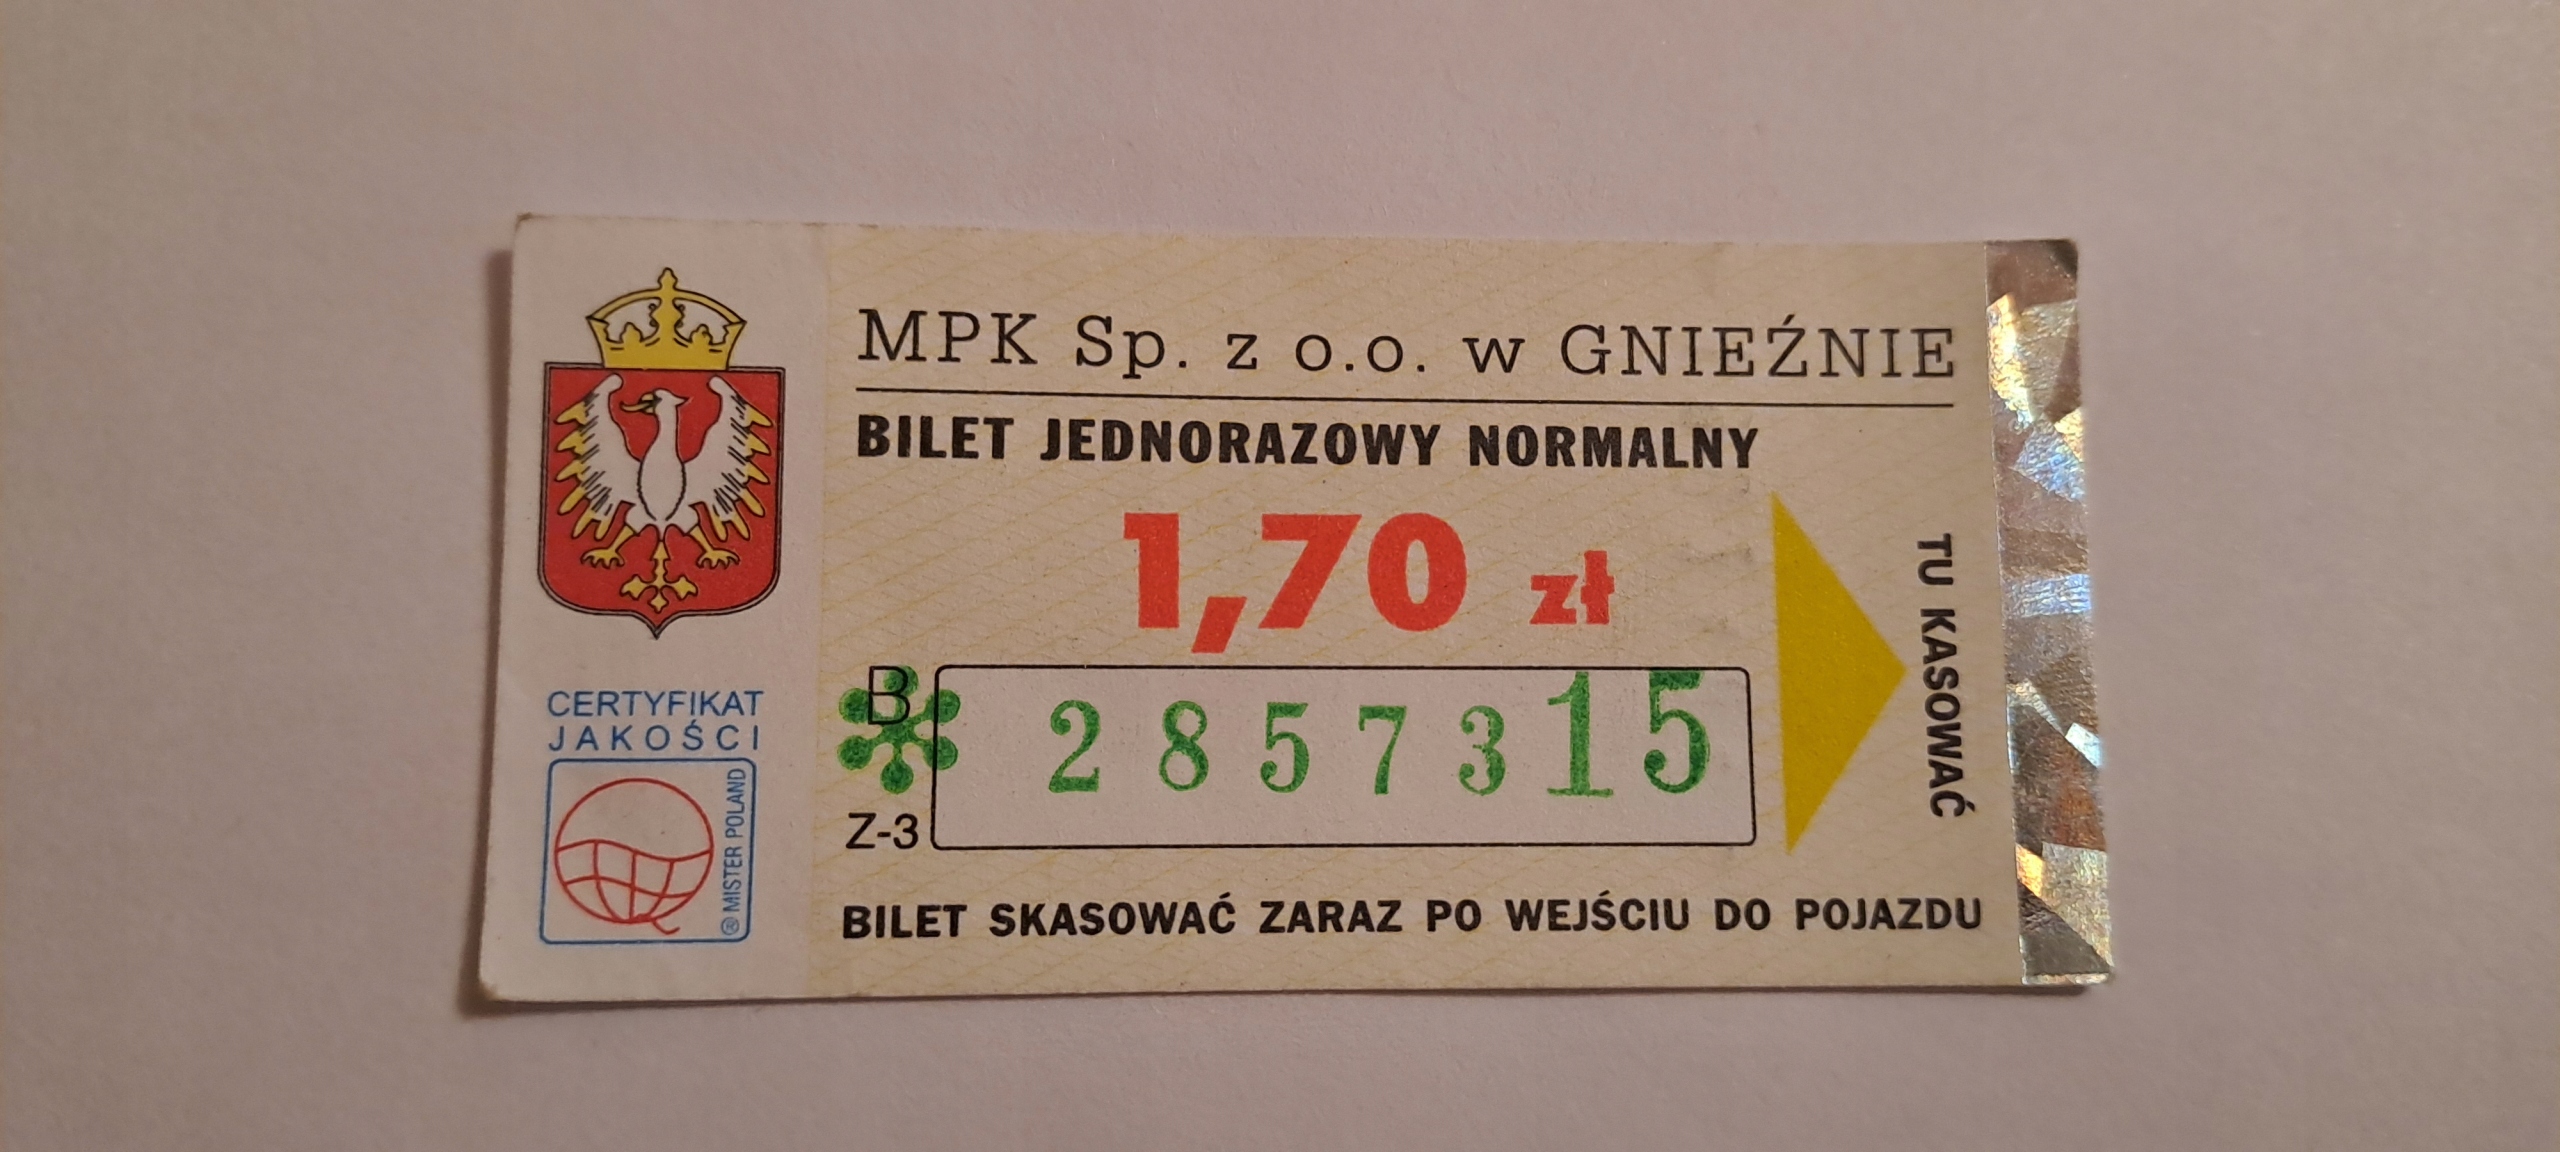 MPK Sp. z o.o. w GNIEŹNIE
BILET JEDNORAZOWY NORMALNY
1,70 zł
B
2857315
Z-3
BILET SKASOWAĆ ZARAZ PO WEJŚCIU DO POJAZDU
TU KASOWAĆ
CERTYFIKAT
JAKOŚCI
® MISTER POLAND